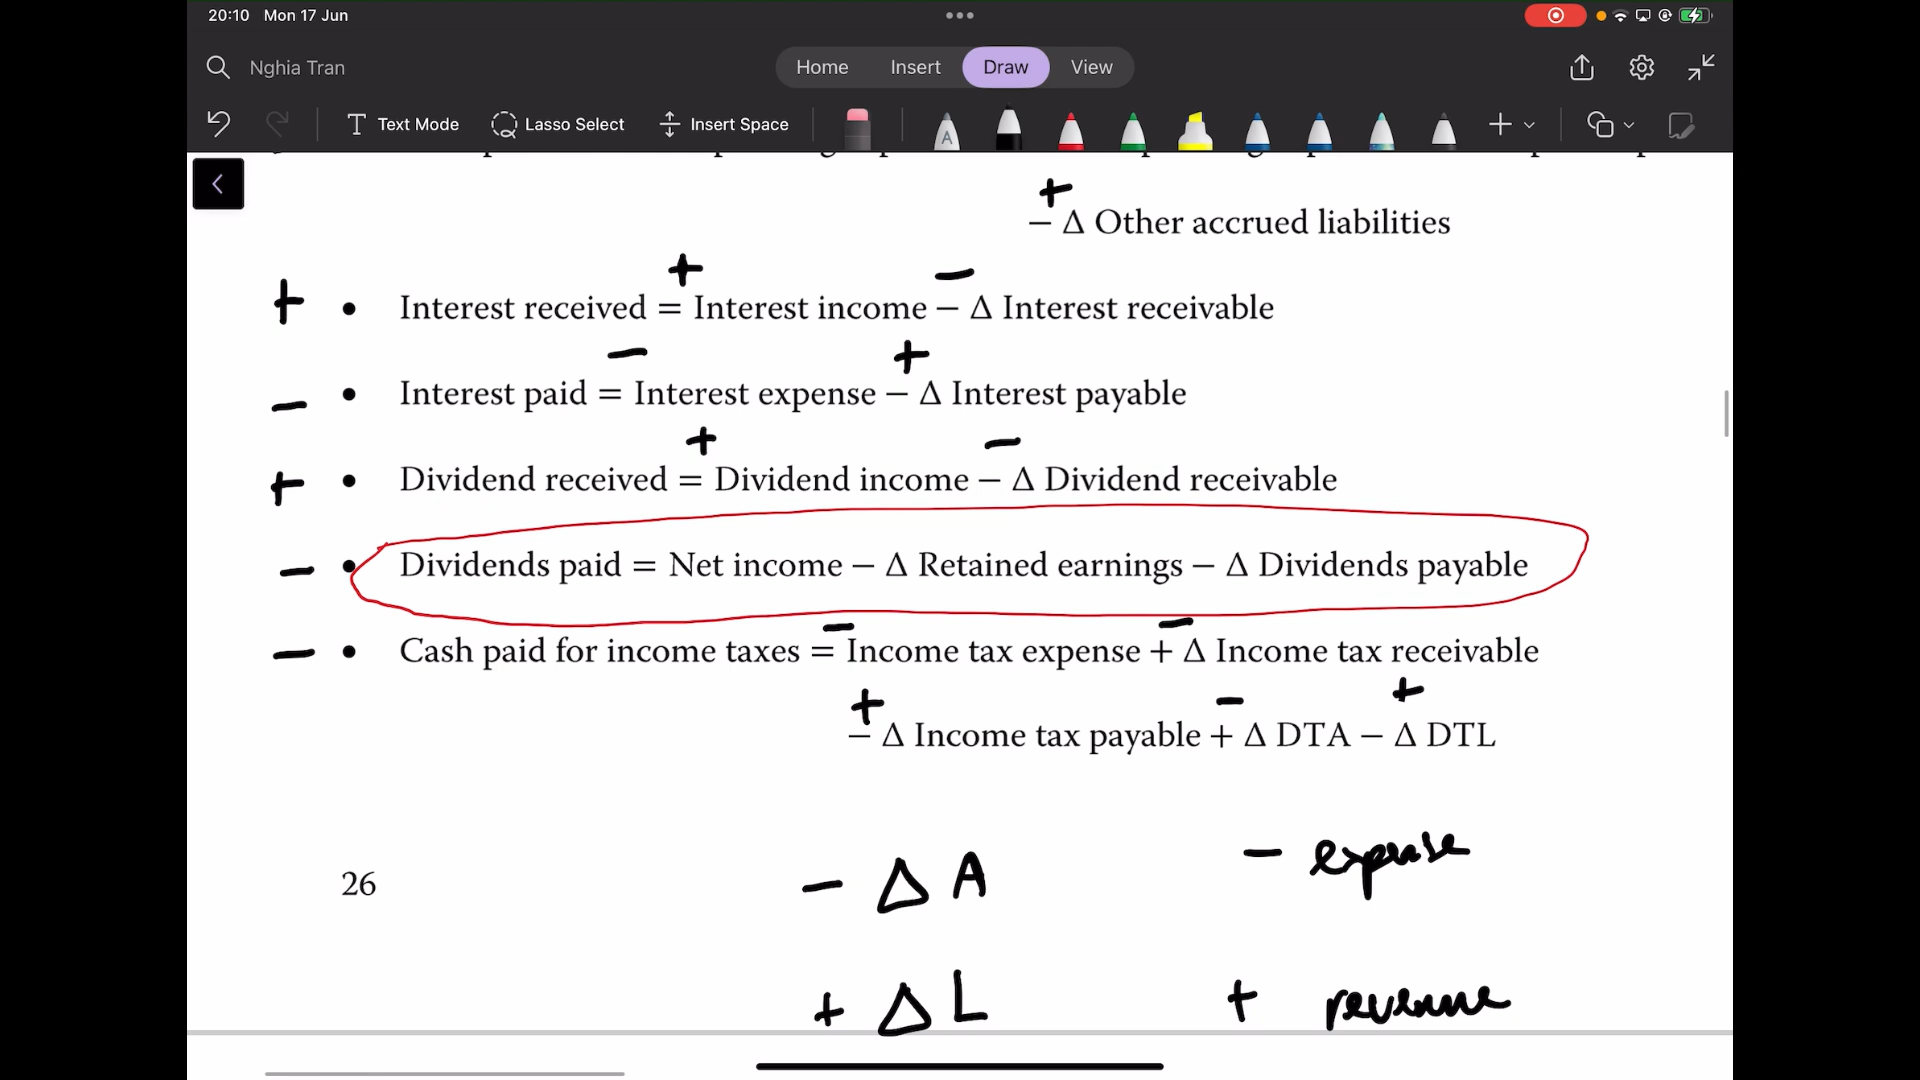 20:10 Mon 17 Jun
Nghia Tran
Home Insert Draw View
Text Mode Lasso Select Insert Space
A
+
− Δ Other accrued liabilities
+ −
+ • Interest received = Interest income − Δ Interest receivable
− +
− • Interest paid = Interest expense − Δ Interest payable
+ −
+ • Dividend received = Dividend income − Δ Dividend receivable
− • Dividends paid = Net income − Δ Retained earnings − Δ Dividends payable
− −
− • Cash paid for income taxes = Income tax expense + Δ Income tax receivable
+ − +
− Δ Income tax payable + Δ DTA − Δ DTL
− Δ A − expense
26
+ Δ L + revenue